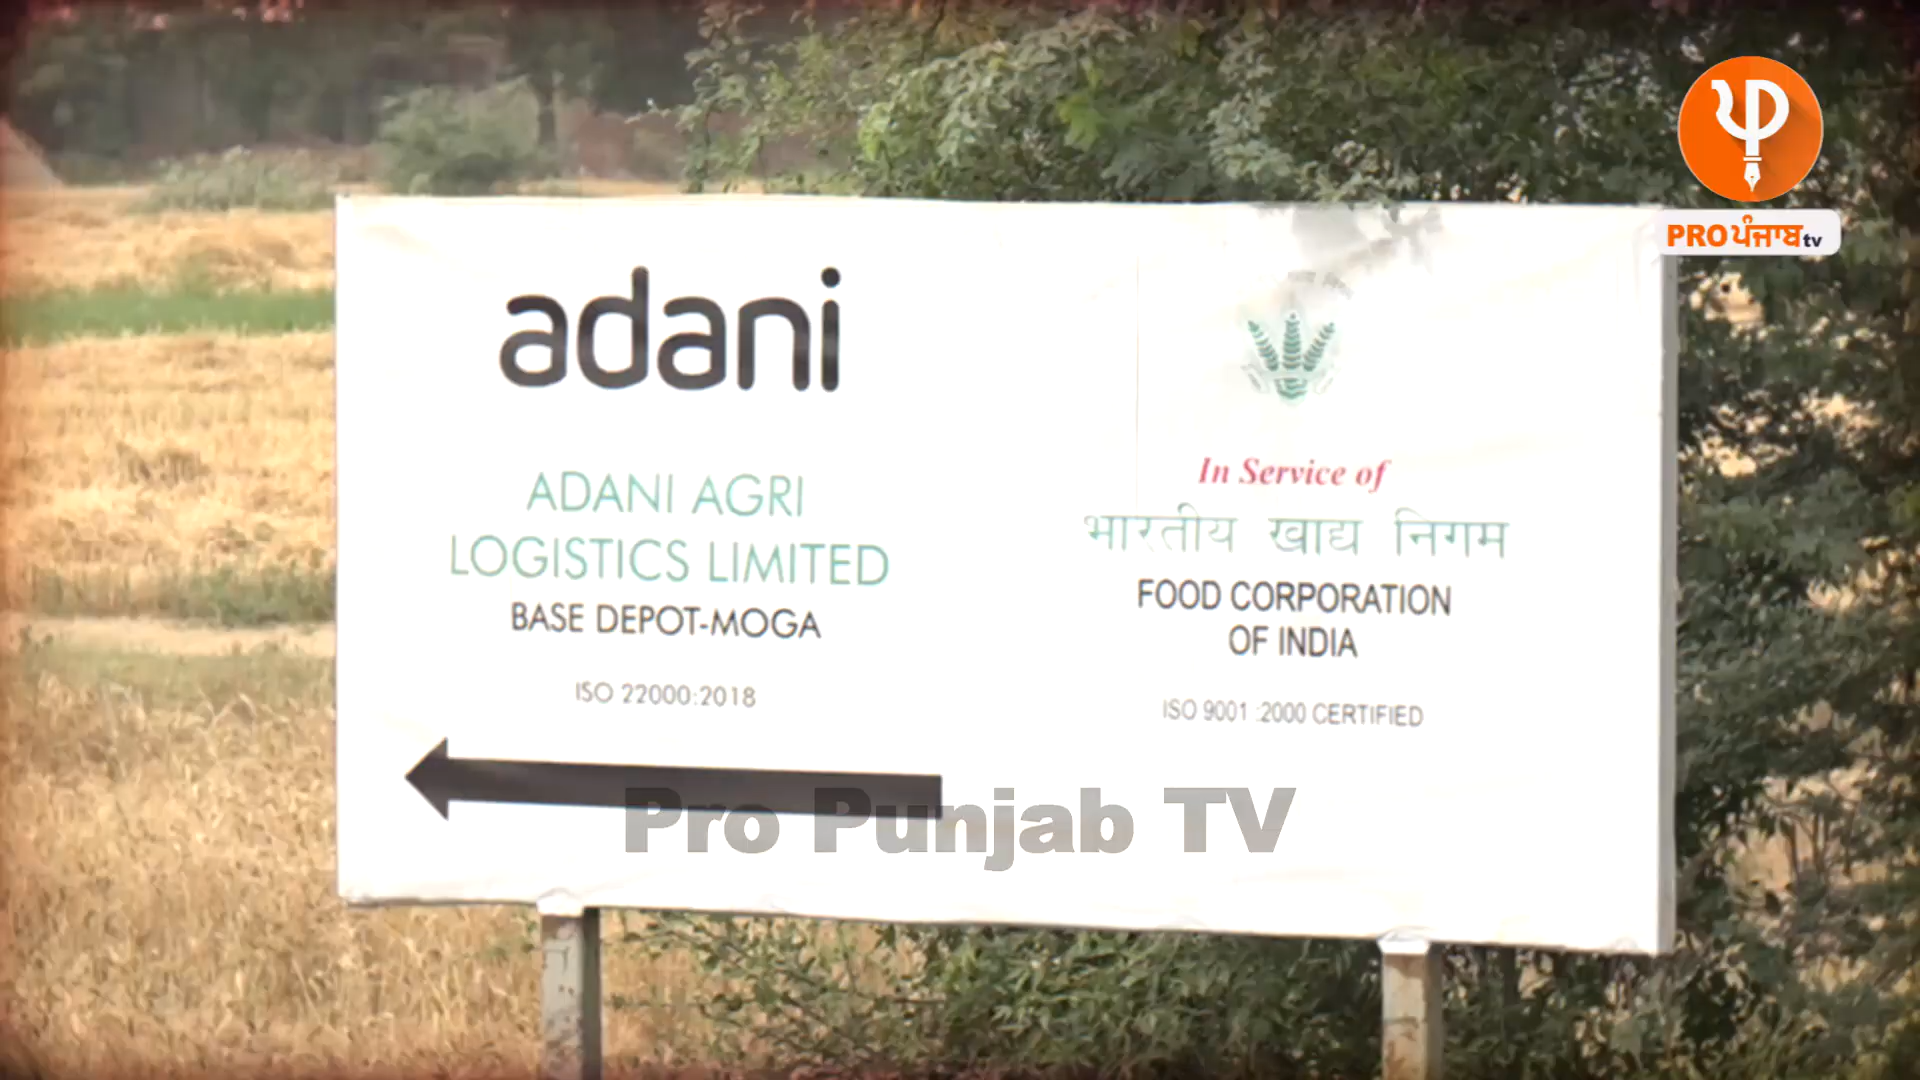 PRO ਪੰਜਾਬ tv
adani
ADANI AGRI
LOGISTICS LIMITED
BASE DEPOT-MOGA
ISO 22000:2018
In Service of
भारतीय खाद्य निगम
FOOD CORPORATION
OF INDIA
ISO 9001 :2000 CERTIFIED
Pro Punjab TV